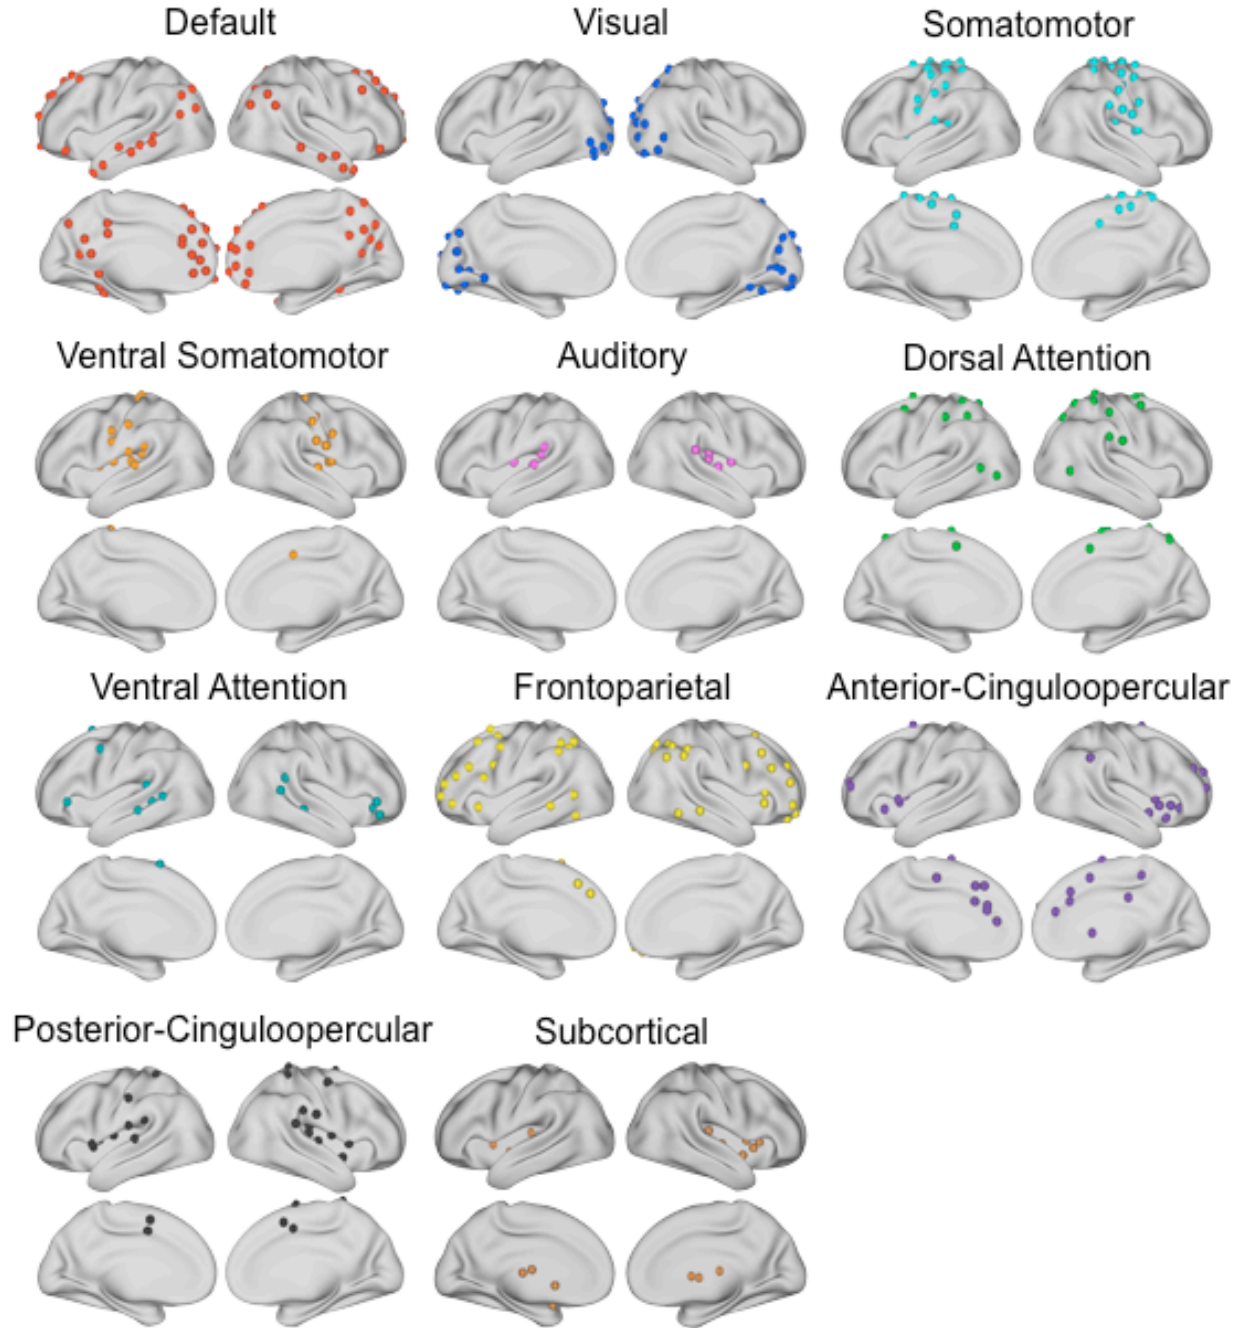 Default
Visual
Somatomotor
Ventral Somatomotor
Auditory
Dorsal Attention
Ventral Attention
Frontoparietal
Anterior-Cinguloopercular
Posterior-Cinguloopercular
Subcortical